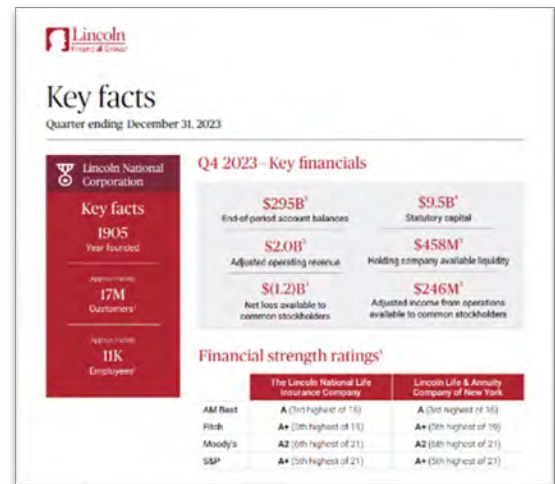 Lincoln
Financial Group
Key facts
Quarter ending December 31, 2023
Lincoln National
Corporation
Key facts
1905
Year founded
Approximately
17M
Customers
Approximately
11K
Employees
Q4 2023–Key financials
$295B
End-of-period account balances
$9.5B
Statutory capital
$2.0B
Adjusted operating revenue
$458M
Holding company available liquidity
$(1.2)B
Net loss available to
common stockholders
$246M
Adjusted income from operations
available to common stockholders
Financial strength ratings
The Lincoln National Life
Insurance Company
Lincoln Life & Annuity
Company of New York
AM Best A (3rd highest of 16) A (3rd highest of 16)
Fitch A+ (5th highest of 19) A+ (5th highest of 19)
Moody's A2 (6th highest of 21) A2 (6th highest of 21)
S&P A+ (5th highest of 21) A+ (5th highest of 21)